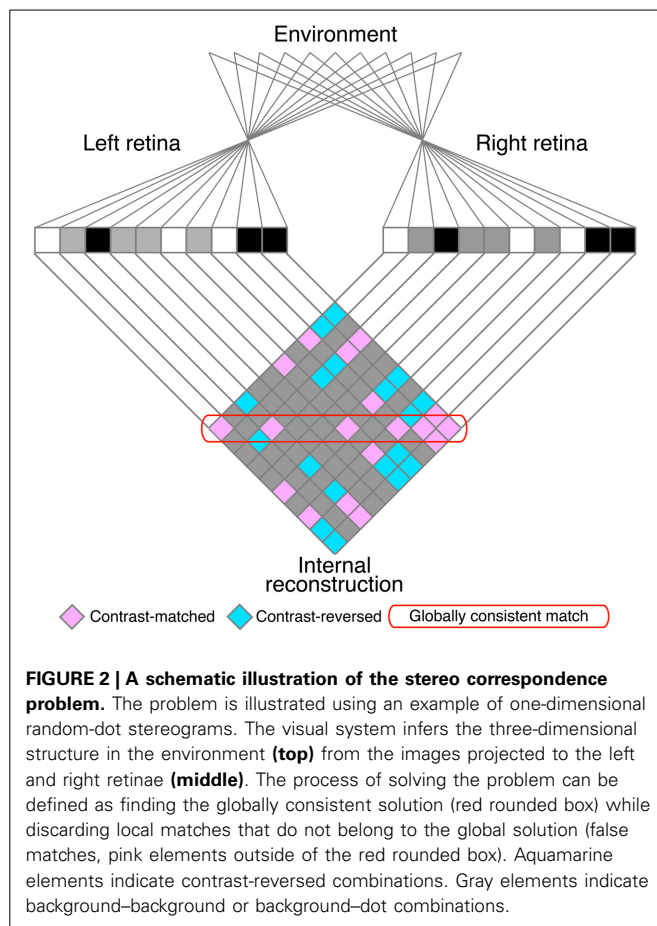 Environment
Left retina
Right retina
Internal
reconstruction
Contrast-matched
Contrast-reversed
Globally consistent match
FIGURE 2 | A schematic illustration of the stereo correspondence
problem. The problem is illustrated using an example of one-dimensional
random-dot stereograms. The visual system infers the three-dimensional
structure in the environment (top) from the images projected to the left
and right retinae (middle). The process of solving the problem can be
defined as finding the globally consistent solution (red rounded box) while
discarding local matches that do not belong to the global solution (false
matches, pink elements outside of the red rounded box). Aquamarine
elements indicate contrast-reversed combinations. Gray elements indicate
background–background or background–dot combinations.